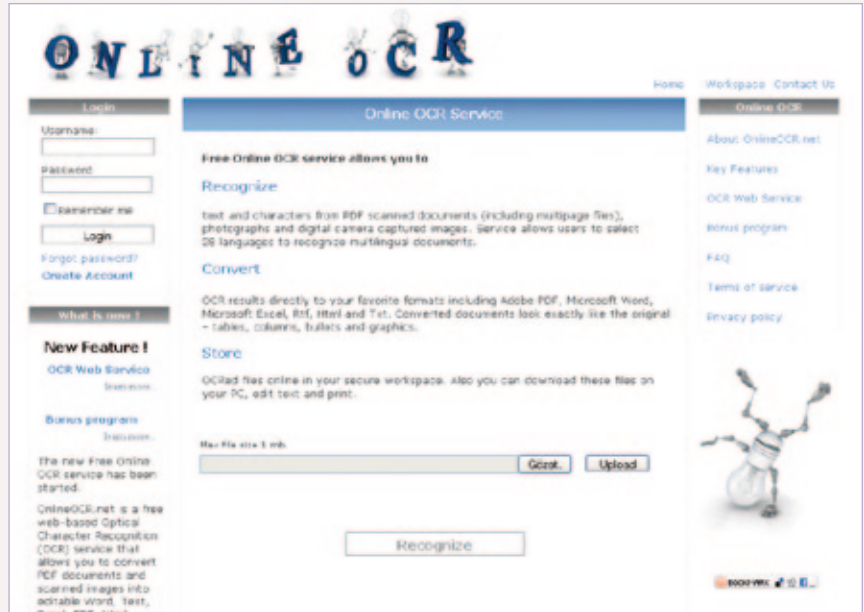 ONLINE OCR
Home Workspace Contact Us
Login
Username:
Password
Remember me
Login
Forgot password?
Create Account
What is new ?
New Feature !
OCR Web Service
learn more..
Bonus program
learn more..
The new Free Online
OCR service has been
started.
OnlineOCR.net is a free
web-based Optical
Character Recognition
(OCR) service that
allows you to convert
PDF documents and
scanned images into
editable Word, Text,
Online OCR Service
Free Online OCR service allows you to
Recognize
text and characters from PDF scanned documents (including multipage files),
photographs and digital camera captured images. Service allows users to select
28 languages to recognize multilingual documents.
Convert
OCR results directly to your favorite formats including Adobe PDF, Microsoft Word,
Microsoft Excel, Rtf, Html and Txt. Converted documents look exactly like the original
– tables, columns, bullets and graphics.
Store
OCRad files online in your secure workspace. Also you can download these files on
your PC, edit text and print.
Max file size 1 mb.
Gözat. Upload
Recognize
Online OCR
About OnlineOCR.net
Key Features
OCR Web Service
Bonus program
FAQ
Terms of service
Privacy policy
BOOKMARK